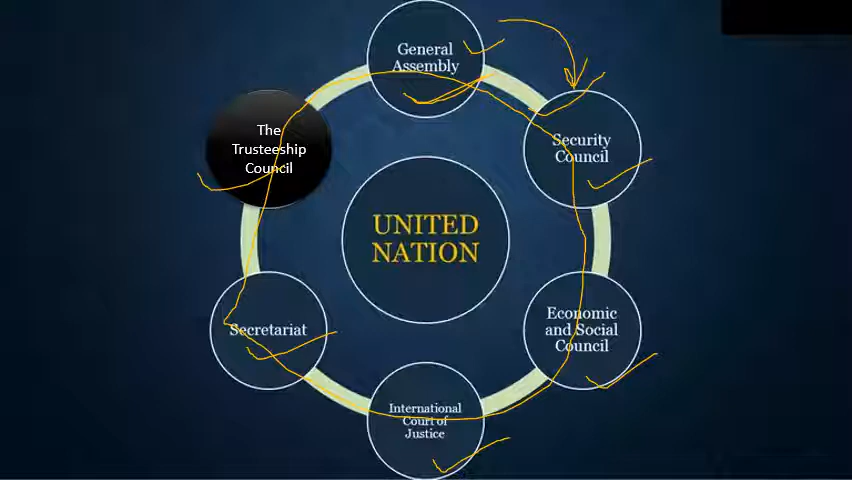 General
Assembly
Security
Council
Economic
and Social
Council
International
Court of
Justice
Secretariat
The
Trusteeship
Council
UNITED
NATION